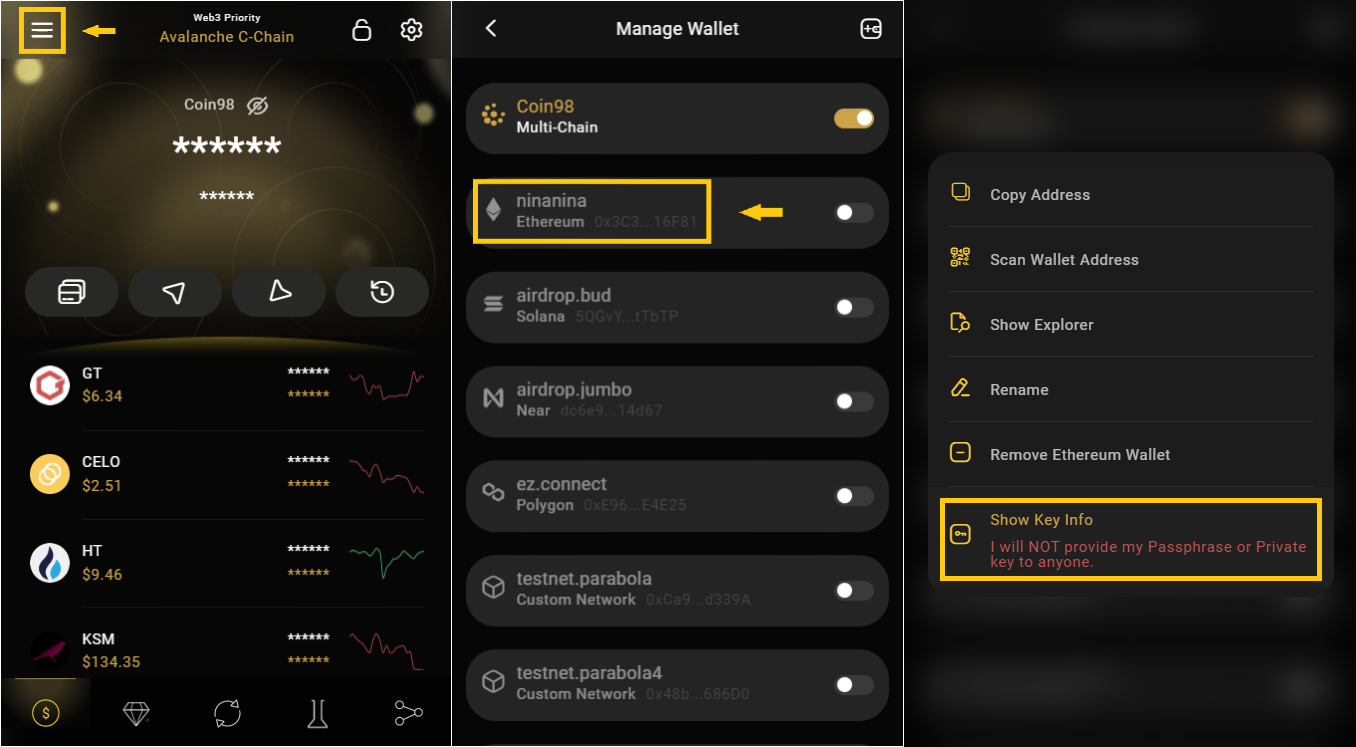 Web3 Priority
Avalanche C-Chain
Coin98
******
******
GT
$6.34
******
******
CELO
$2.51
******
******
HT
$9.46
******
******
KSM
$134.35
******
******
$
Manage Wallet
Coin98
Multi-Chain
ninanina
Ethereum 0x3C3...16F81
airdrop.bud
Solana 5QGvY...tTbTP
airdrop.jumbo
Near dc6e9...14d67
ez.connect
Polygon 0xE96...E4E25
testnet.parabola
Custom Network 0xCa9...d339A
testnet.parabola4
Custom Network 0x48b...686D0
Copy Address
Scan Wallet Address
Show Explorer
Rename
Remove Ethereum Wallet
Show Key Info
I will NOT provide my Passphrase or Private
key to anyone.